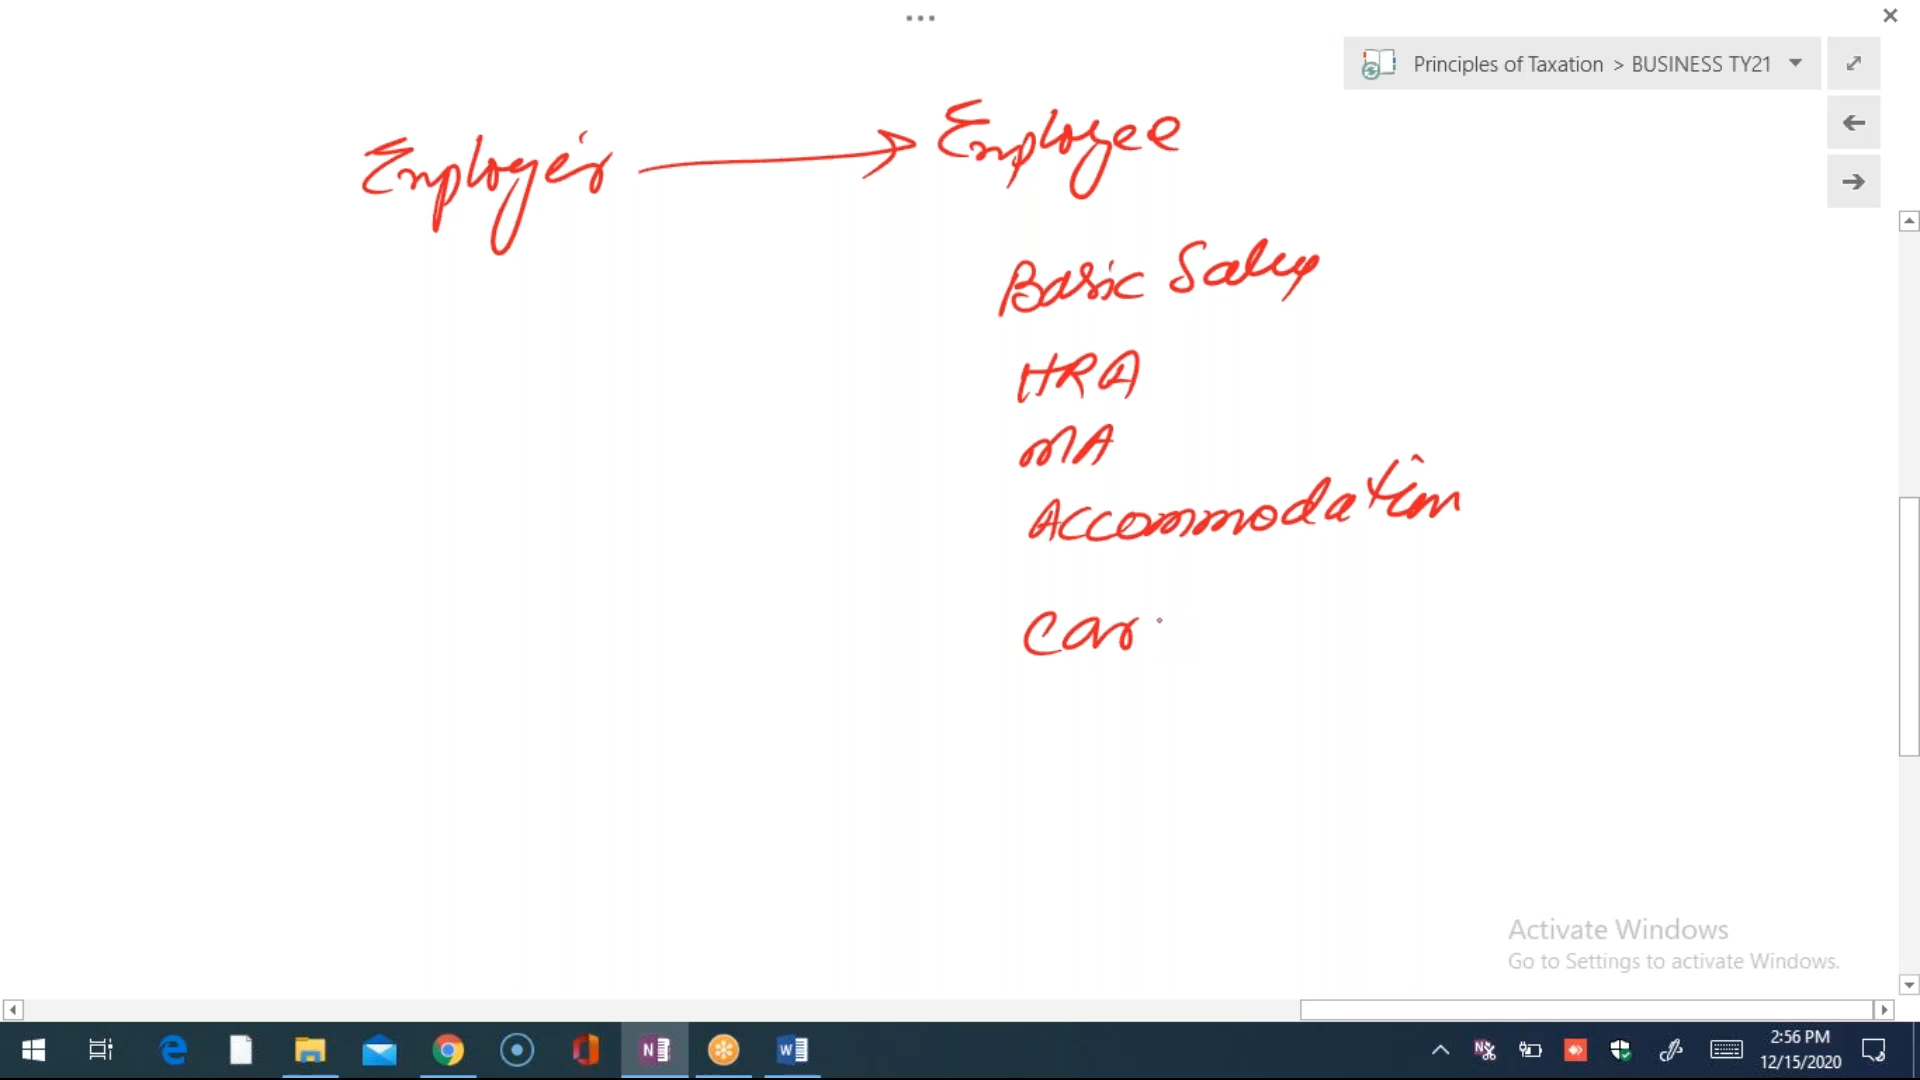 Principles of Taxation > BUSINESS TY21
Employer Employee
Basic Salary
HRA
MA
Accommodation
Car
Activate Windows
Go to Settings to activate Windows.
2:56 PM
12/15/2020